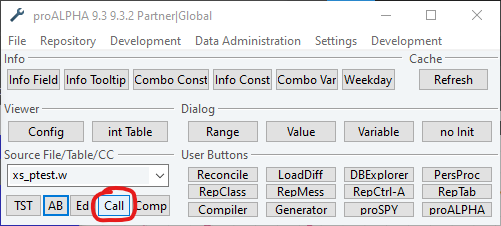 proALPHA 9.3 9.3.2 Partner|Global
File Repository Development Data Administration Settings Development
Info Cache
Info Field Info Tooltip Combo Const Info Const Combo Var Weekday Refresh
Viewer Dialog
Config int Table Range Value Variable no Init
Source File/Table/CC User Buttons
xs_ptest.w Reconcile LoadDiff DBExplorer PersProc
RepClass RepMess RepCtrl-A RepTab
TST AB Ed Call Comp Compiler Generator proSPY proALPHA